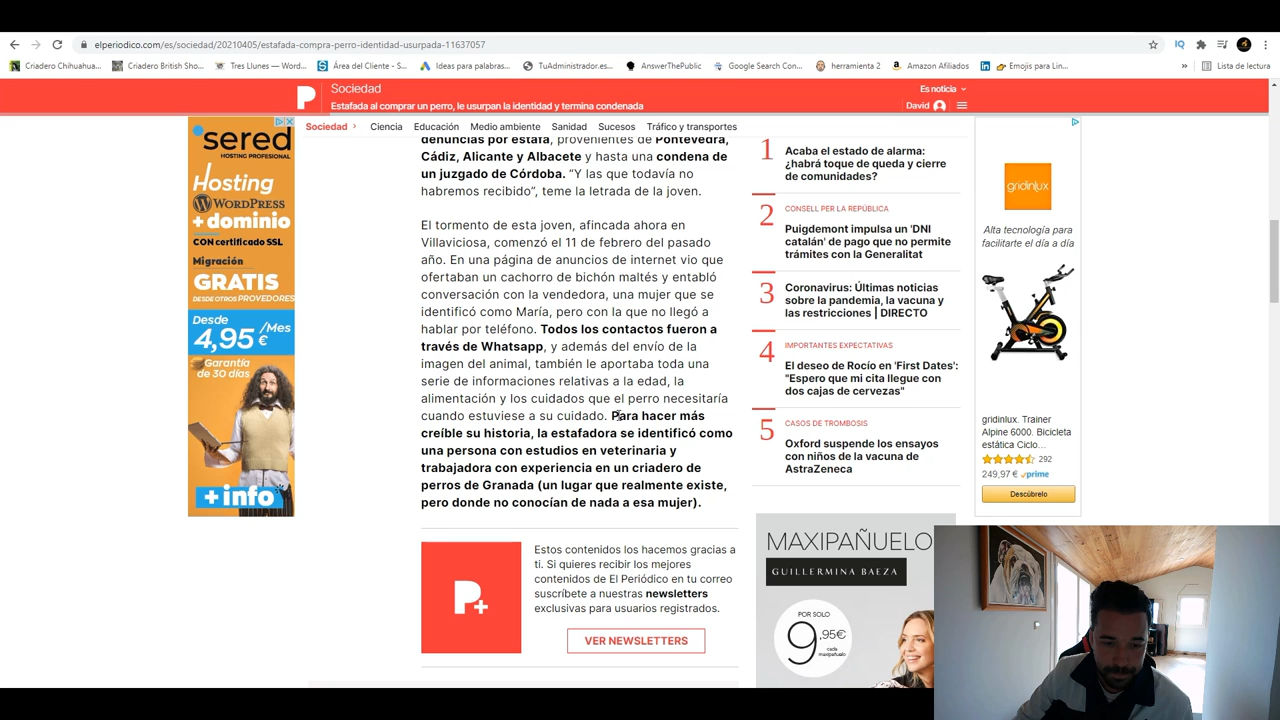 elperiodico.com/es/sociedad/20210405/estafada-compra-perro-identidad-usurpada-11637057
Criadero Chihuahua...
Criadero British Sho...
Tres Llunes — Word...
Área del Cliente - S...
Ideas para palabras...
TuAdministrador.es...
AnswerThePublic
Google Search Con...
herramienta 2
Amazon Afiliados
Emojis para Lin...
»
Lista de lectura
Sociedad
Estafada al comprar un perro, le usurpan la identidad y termina condenada
Es noticia
David
Sociedad
Ciencia
Educación
Medio ambiente
Sanidad
Sucesos
Tráfico y transportes
sered
HOSTING PROFESIONAL
Hosting
WORDPRESS
+ dominio
CON certificado SSL
Migración
GRATIS
DESDE OTROS PROVEEDORES
Desde
4,95€
/Mes
Garantía
de 30 días
+ info
denuncias por estafa, provenientes de Pontevedra,
Cádiz, Alicante y Albacete y hasta una condena de
un juzgado de Córdoba. “Y las que todavía no
habremos recibido”, teme la letrada de la joven.
El tormento de esta joven, afincada ahora en
Villaviciosa, comenzó el 11 de febrero del pasado
año. En una página de anuncios de internet vio que
ofertaban un cachorro de bichón maltés y entabló
conversación con la vendedora, una mujer que se
identificó como María, pero con la que no llegó a
hablar por teléfono. Todos los contactos fueron a
través de Whatsapp, y además del envío de la
imagen del animal, también le aportaba toda una
serie de informaciones relativas a la edad, la
alimentación y los cuidados que el perro necesitaría
cuando estuviese a su cuidado. Para hacer más
creíble su historia, la estafadora se identificó como
una persona con estudios en veterinaria y
trabajadora con experiencia en un criadero de
perros de Granada (un lugar que realmente existe,
pero donde no conocían de nada a esa mujer).
P+
Estos contenidos los hacemos gracias a
ti. Si quieres recibir los mejores
contenidos de El Periódico en tu correo
suscríbete a nuestras newsletters
exclusivas para usuarios registrados.
VER NEWSLETTERS
1
Acaba el estado de alarma:
¿habrá toque de queda y cierre
de comunidades?
2
CONSELL PER LA REPÚBLICA
Puigdemont impulsa un 'DNI
catalán' de pago que no permite
trámites con la Generalitat
3
Coronavirus: Últimas noticias
sobre la pandemia, la vacuna y
las restricciones | DIRECTO
4
IMPORTANTES EXPECTATIVAS
El deseo de Rocío en 'First Dates':
"Espero que mi cita llegue con
dos cajas de cervezas"
5
CASOS DE TROMBOSIS
Oxford suspende los ensayos
con niños de la vacuna de
AstraZeneca
MAXIPAÑUELO
GUILLERMINA BAEZA
POR SOLO
9,95€
cada
maxipañuelo
gridinlux
Alta tecnología para
facilitarte el día a día
gridinlux. Trainer
Alpine 6000. Bicicleta
estática Ciclo...
292
249,97 € prime
Descúbrelo